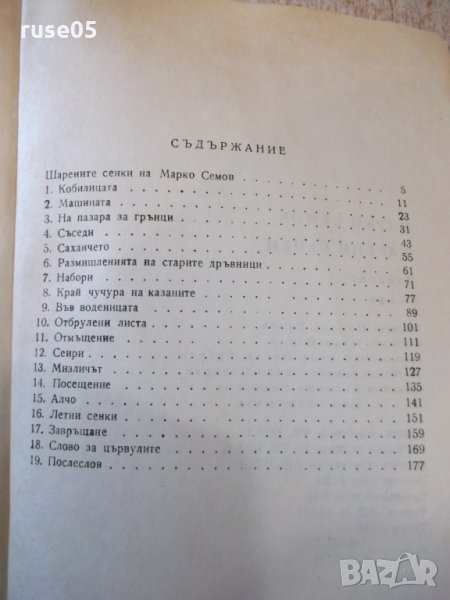 ruse05
СЪДЪРЖАНИЕ
Шарените сенки на Марко Семов . . . . . . . . . 5
1. Кобилицата . . . . . . . . . 11
2. Машината . . . . . . . . . 23
3. На пазара за грънци . . . . . . . . . 31
4. Съседи . . . . . . . . . 43
5. Саханчето . . . . . . . . . 55
6. Размишленията на старите дръвници . . . . . . . . . 61
7. Набори . . . . . . . . . 71
8. Край чучура на казаните . . . . . . . . . 77
9. Във воденицата . . . . . . . . . 89
10. Отбрулени листа . . . . . . . . . 101
11. Отмъщение . . . . . . . . . 111
12. Сеири . . . . . . . . . 119
13. Мизличът . . . . . . . . . 127
14. Посещение . . . . . . . . . 135
15. Алчо . . . . . . . . . 141
16. Летни сенки . . . . . . . . . 151
17. Завръщане . . . . . . . . . 159
18. Слово за цървулите . . . . . . . . . 169
19. Послеслов . . . . . . . . . 177
BAZAR